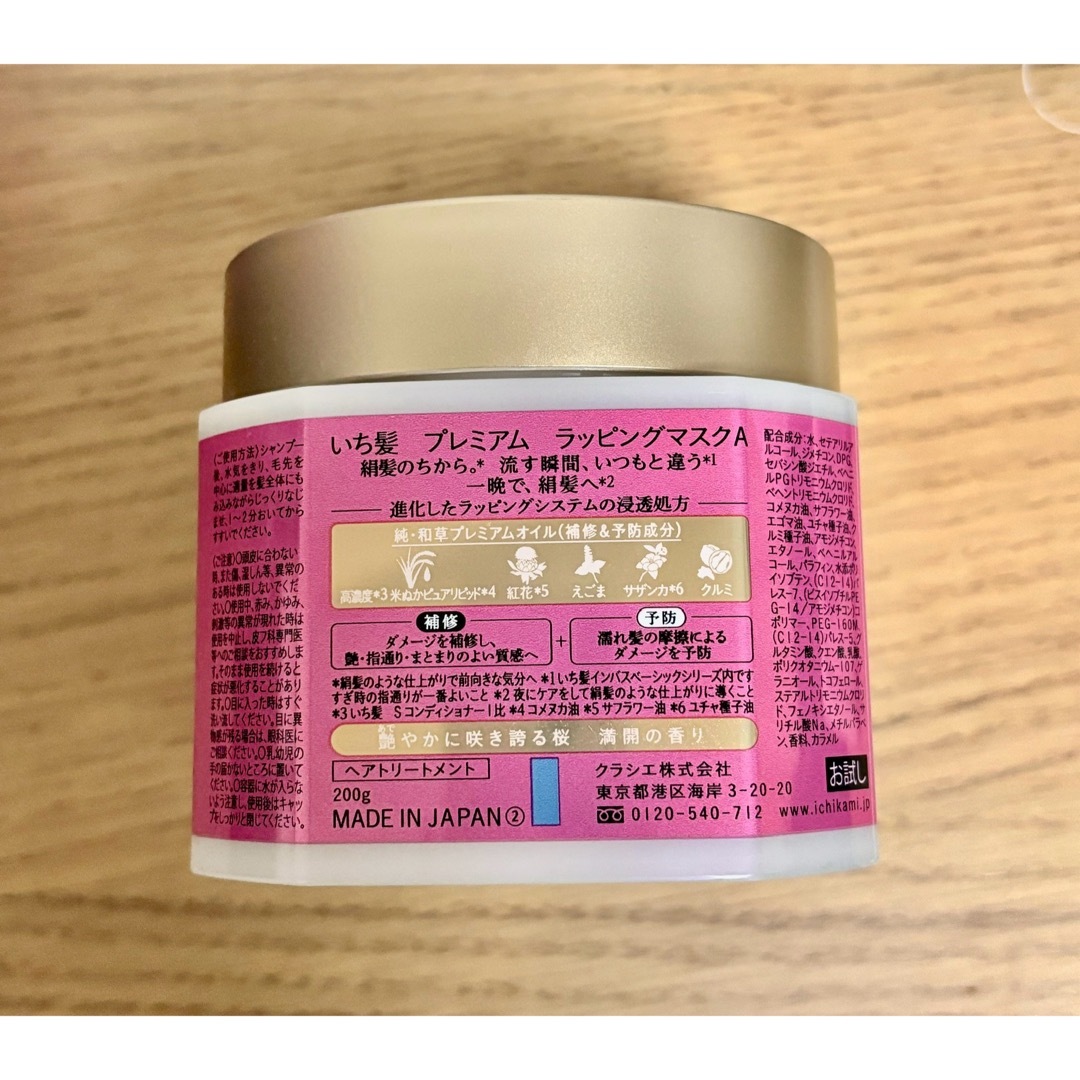 いち髪 プレミアム ラッピングマスクA
絹髪のちから。* 流す瞬間、いつもと違う*1
一晩で、絹髪へ*2
進化したラッピングシステムの浸透処方
純・和草プレミアムオイル(補修&予防成分)
高濃度*3 米ぬかピュアリピッド*4 紅花*5 えごま サザンカ*6 クルミ
補修
ダメージを補修し、
艶・指通り・まとまりのよい質感へ
+
予防
濡れ髪の摩擦による
ダメージを予防
*絹髪のような仕上がりで前向きな気分へ *1 いち髪インバスベーシックシリーズ内です
すぎ時の指通りが一番よいこと *2 夜にケアをして絹髪のような仕上がりに導くこと
*3 いち髪 Sコンディショナー1比 *4 コメヌカ油 *5 サフラワー油 *6 ユチャ種子油
艶やかに咲き誇る桜 満開の香り
ヘアトリートメント
200g
MADE IN JAPAN②
クラシエ株式会社
東京都港区海岸3-20-20
0120-540-712
〈ご使用方法〉シャンプー
後、水気をきり、毛先を
中心に適量を髪全体にも
み込みながらじっくりなじ
ませ、1〜2分おいてから
すすいでください。
〈ご注意〉○頭皮に合わない
時、また傷、湿しん等、異常の
ある時は使用しないでくだ
さい。○使用中、赤み、かゆみ、
刺激等の異常が現れた時は
使用を中止し、皮フ科専門医
等へのご相談をおすすめしま
す。そのまま使用を続けると
症状が悪化することがあり
ます。○目に入った時はすぐ
洗い流してください。目に異
物感が残る場合は、眼科医に
ご相談ください。○乳幼児の
手の届かないところに置いて
ください。○容器に水が入らな
いよう注意し、使用後はキャッ
プをしっかりと閉じてください。
配合成分:水、セテアリルア
ルコール、ジメチコン、DPG、
セバシン酸ジエチル、ベヘニ
ルPGトリモニウムクロリド、
ベヘントリモニウムクロリド、
コメヌカ油、サフラワー油、
エゴマ油、ユチャ種子油、ク
ルミ種子油、アモジメチコン、
エタノール、ベヘニルアル
コール、パラフィン、水添ポリ
イソブテン、(C12-14)パ
レス-7、(ビスイソブチルPE
G-14/アモジメチコン)コ
ポリマー、PEG-160M、
(C12-14)パレス-5、グ
ルタミン酸、クエン酸、乳酸、
ポリクオタニウム-107、ゲ
ラニオール、トコフェロール、
ステアルトリモニウムクロリ
ド、フェノキシエタノール、サ
リチル酸Na、メチルパラベ
ン、香料、カラメル
お試し
www.ichikami.jp